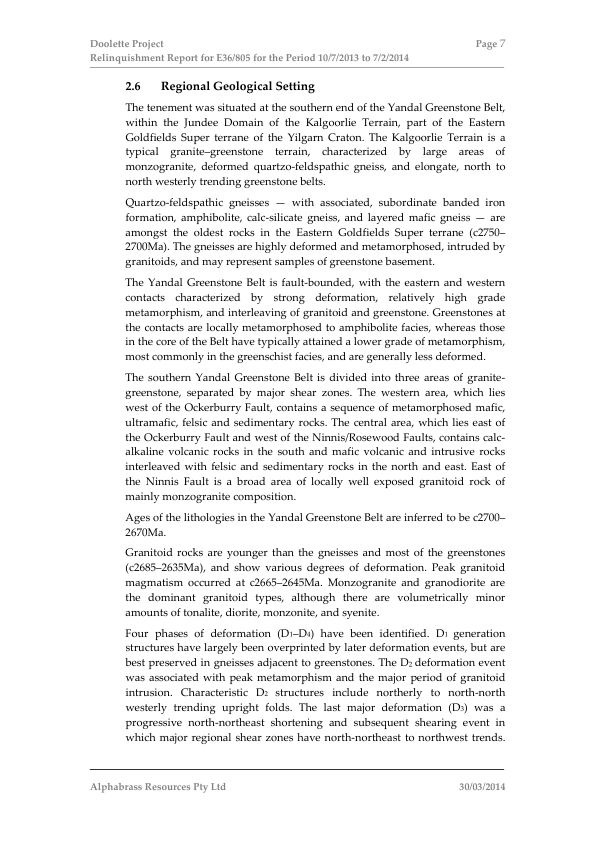 Doolette Project Page 7
Relinquishment Report for E36/805 for the Period 10/7/2013 to 7/2/2014
2.6 Regional Geological Setting
The tenement was situated at the southern end of the Yandal Greenstone Belt,
within the Jundee Domain of the Kalgoorlie Terrain, part of the Eastern
Goldfields Super terrane of the Yilgarn Craton. The Kalgoorlie Terrain is a
typical granite–greenstone terrain, characterized by large areas of
monzogranite, deformed quartzo-feldspathic gneiss, and elongate, north to
north westerly trending greenstone belts.
Quartzo-feldspathic gneisses — with associated, subordinate banded iron
formation, amphibolite, calc-silicate gneiss, and layered mafic gneiss — are
amongst the oldest rocks in the Eastern Goldfields Super terrane (c2750–
2700Ma). The gneisses are highly deformed and metamorphosed, intruded by
granitoids, and may represent samples of greenstone basement.
The Yandal Greenstone Belt is fault-bounded, with the eastern and western
contacts characterized by strong deformation, relatively high grade
metamorphism, and interleaving of granitoid and greenstone. Greenstones at
the contacts are locally metamorphosed to amphibolite facies, whereas those
in the core of the Belt have typically attained a lower grade of metamorphism,
most commonly in the greenschist facies, and are generally less deformed.
The southern Yandal Greenstone Belt is divided into three areas of granite-
greenstone, separated by major shear zones. The western area, which lies
west of the Ockerburry Fault, contains a sequence of metamorphosed mafic,
ultramafic, felsic and sedimentary rocks. The central area, which lies east of
the Ockerburry Fault and west of the Ninnis/Rosewood Faults, contains calc-
alkaline volcanic rocks in the south and mafic volcanic and intrusive rocks
interleaved with felsic and sedimentary rocks in the north and east. East of
the Ninnis Fault is a broad area of locally well exposed granitoid rock of
mainly monzogranite composition.
Ages of the lithologies in the Yandal Greenstone Belt are inferred to be c2700–
2670Ma.
Granitoid rocks are younger than the gneisses and most of the greenstones
(c2685–2635Ma), and show various degrees of deformation. Peak granitoid
magmatism occurred at c2665–2645Ma. Monzogranite and granodiorite are
the dominant granitoid types, although there are volumetrically minor
amounts of tonalite, diorite, monzonite, and syenite.
Four phases of deformation (D1–D4) have been identified. D1 generation
structures have largely been overprinted by later deformation events, but are
best preserved in gneisses adjacent to greenstones. The D2 deformation event
was associated with peak metamorphism and the major period of granitoid
intrusion. Characteristic D2 structures include northerly to north-north
westerly trending upright folds. The last major deformation (D3) was a
progressive north-northeast shortening and subsequent shearing event in
which major regional shear zones have north-northeast to northwest trends.
Alphabrass Resources Pty Ltd 30/03/2014